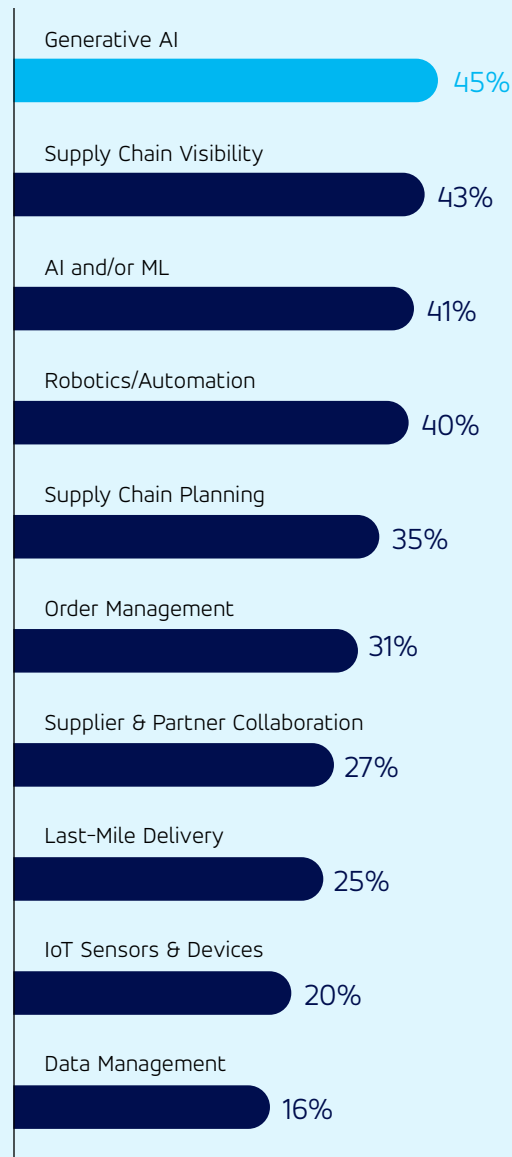 Generative AI
45%
Supply Chain Visibility
43%
AI and/or ML
41%
Robotics/Automation
40%
Supply Chain Planning
35%
Order Management
31%
Supplier & Partner Collaboration
27%
Last-Mile Delivery
25%
IoT Sensors & Devices
20%
Data Management
16%